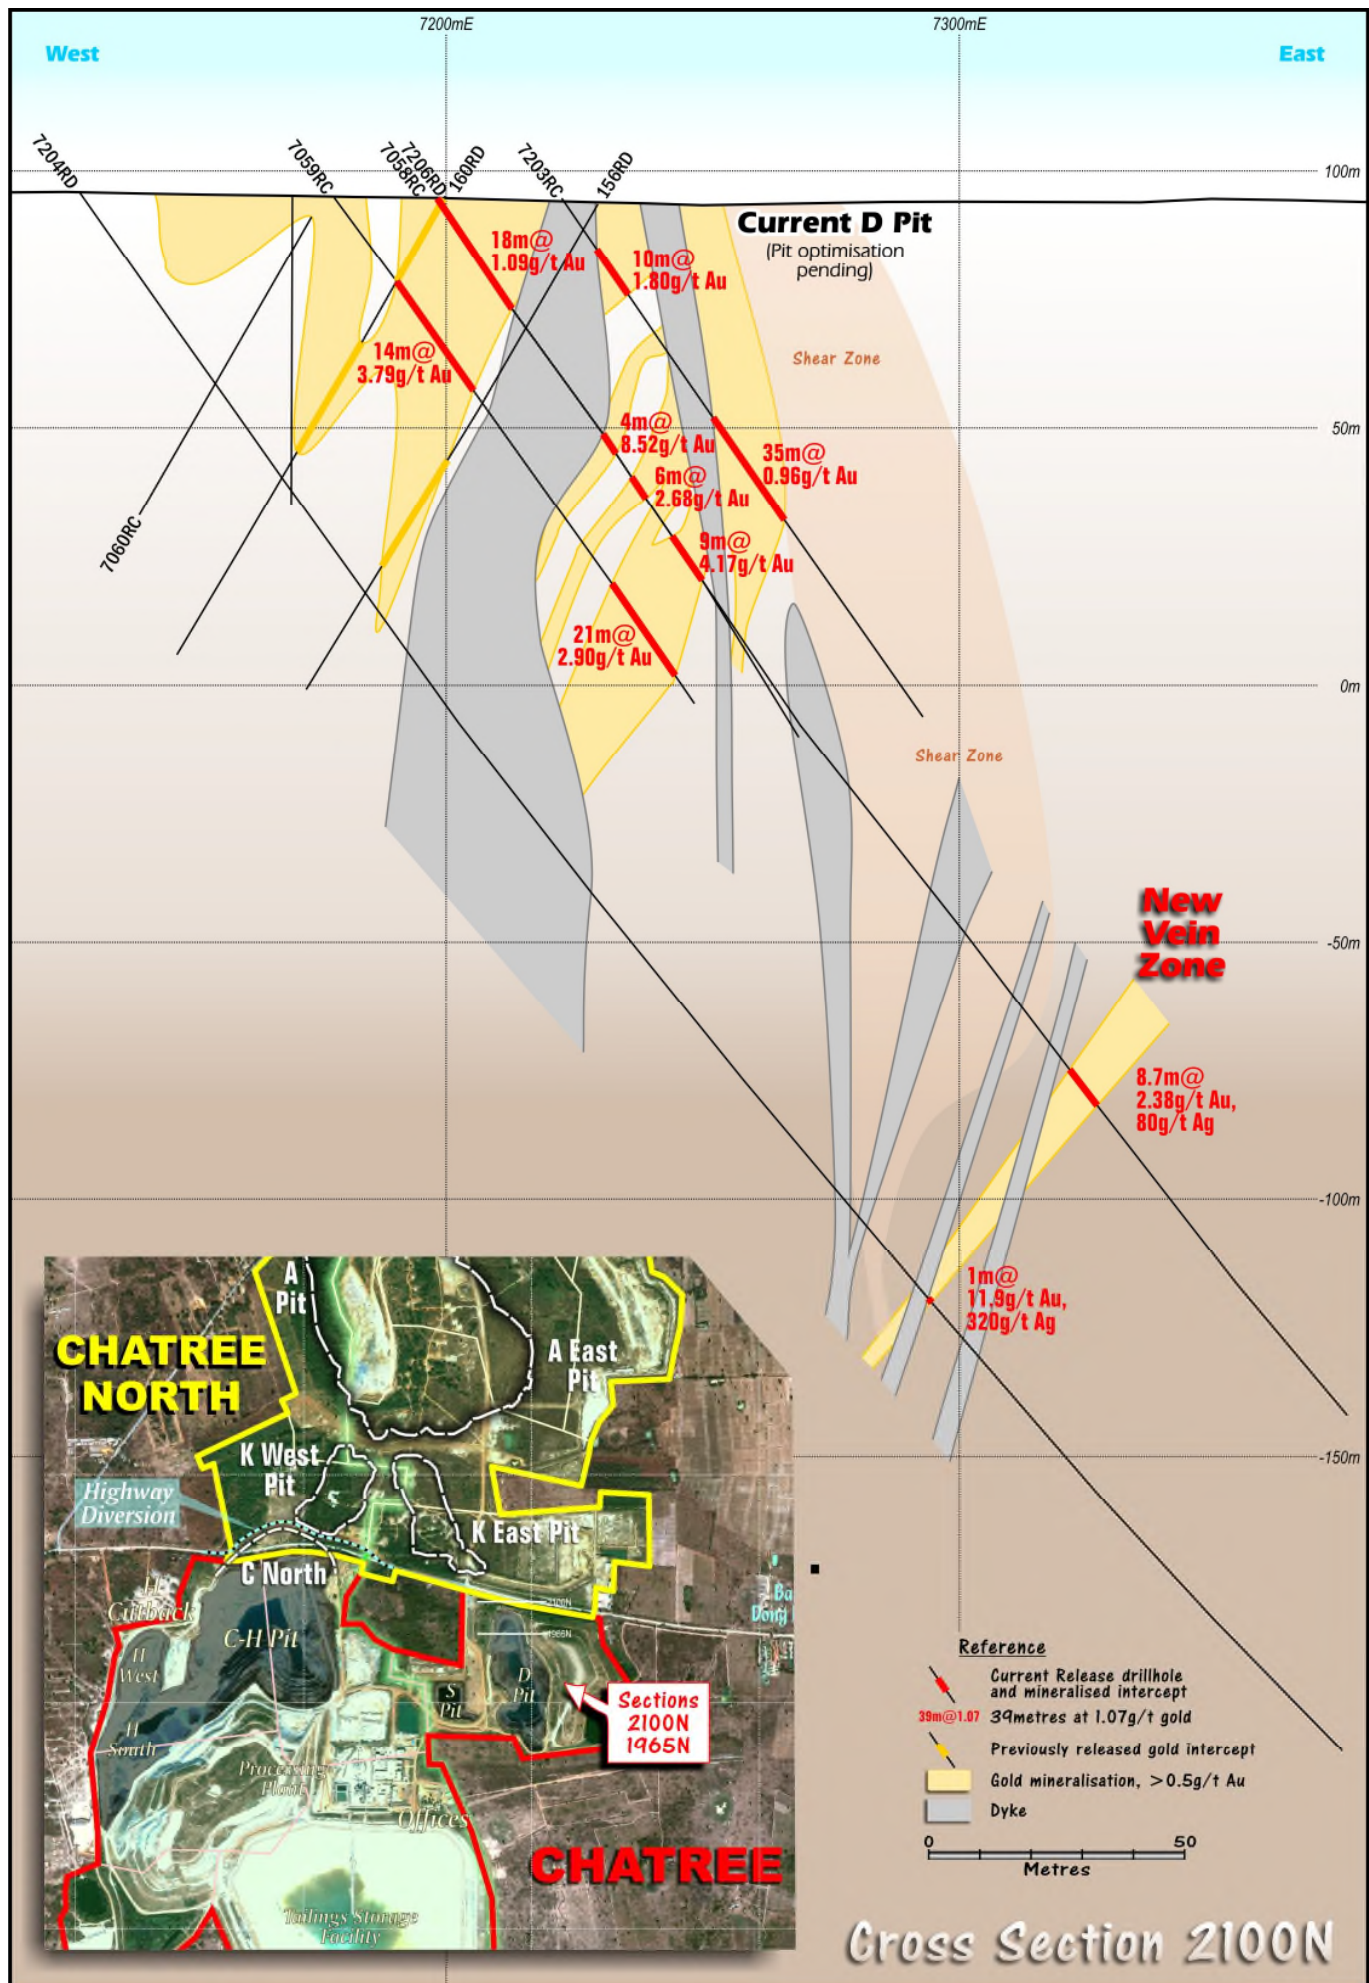 7200mE
7300mE
West
East
7204RD
7059RC
7058RC
7206RD
160RD
7203RC
156RD
100m
Current D Pit
(Pit optimisation
pending)
18m@
1.09g/t Au
10m@
1.80g/t Au
14m@
3.79g/t Au
Shear Zone
4m@
8.52g/t Au
50m
35m@
0.96g/t Au
6m@
2.68g/t Au
7060RC
9m@
4.17g/t Au
21m@
2.90g/t Au
0m
Shear Zone
New
Vein
Zone
-50m
8.7m@
2.38g/t Au,
80g/t Ag
-100m
1m@
11.9g/t Au,
320g/t Ag
-150m
A
Pit
CHATREE
NORTH
A East
Pit
K West
Pit
Highway
Diversion
K East Pit
C North
H
Cutback
2100N
Ba
Dong
C-H Pit
1965N
H
West
D
Pit
S
Pit
Sections
2100N
1965N
H
South
Processing
Plant
Offices
CHATREE
Tailings Storage
Facility
Reference
Current Release drillhole
and mineralised intercept
39m@1.07 39metres at 1.07g/t gold
Previously released gold intercept
Gold mineralisation, >0.5g/t Au
Dyke
0 50
Metres
Cross Section 2100N